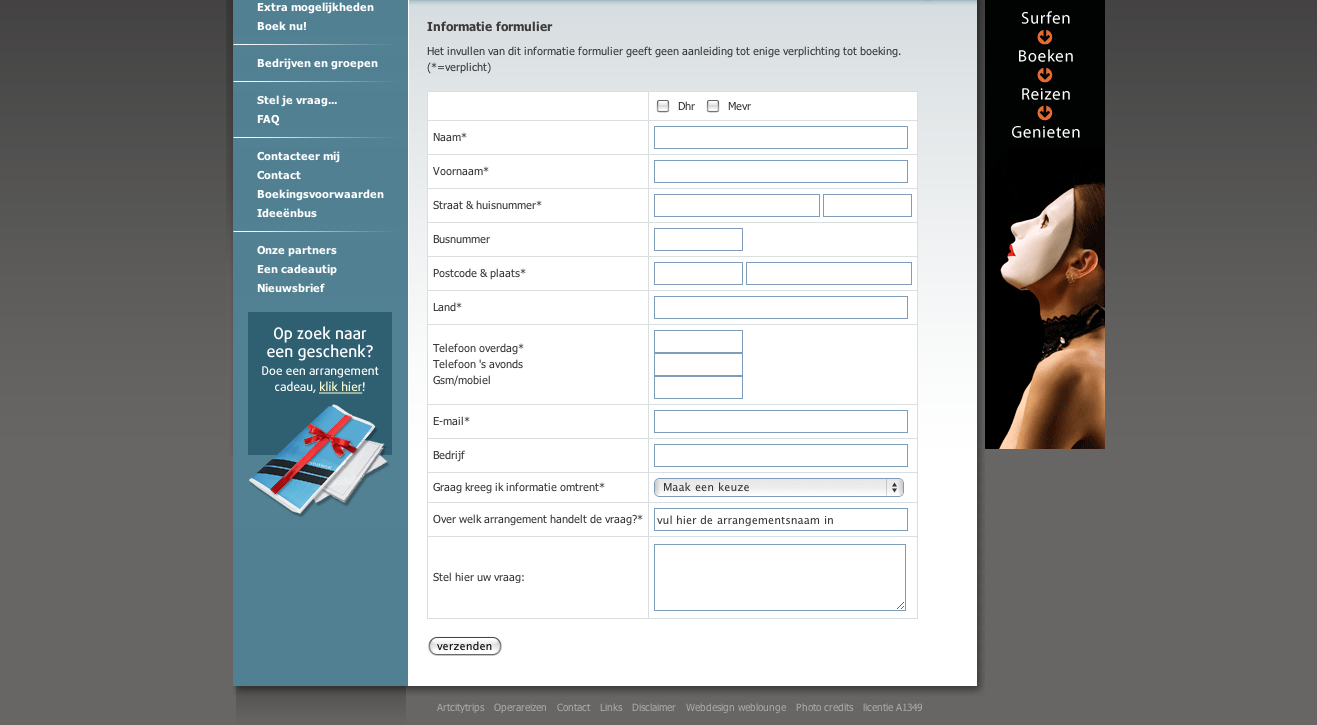 Extra mogelijkheden
Boek nu!
Bedrijven en groepen
Stel je vraag...
FAQ
Contacteer mij
Contact
Boekingsvoorwaarden
Ideeënbus
Onze partners
Een cadeautip
Nieuwsbrief
Op zoek naar
een geschenk?
Doe een arrangement
cadeau, klik hier!
Informatie formulier
Het invullen van dit informatie formulier geeft geen aanleiding tot enige verplichting tot boeking.
(*=verplicht)
Dhr Mevr
Naam*
Voornaam*
Straat & huisnummer*
Busnummer
Postcode & plaats*
Land*
Telefoon overdag*
Telefoon 's avonds
Gsm/mobiel
E-mail*
Bedrijf
Graag kreeg ik informatie omtrent* Maak een keuze
Over welk arrangement handelt de vraag?* vul hier de arrangementsnaam in
Stel hier uw vraag:
verzenden
Surfen
Boeken
Reizen
Genieten
Artcitytrips Operareizen Contact Links Disclaimer Webdesign weblounge Photo credits licentie A1349